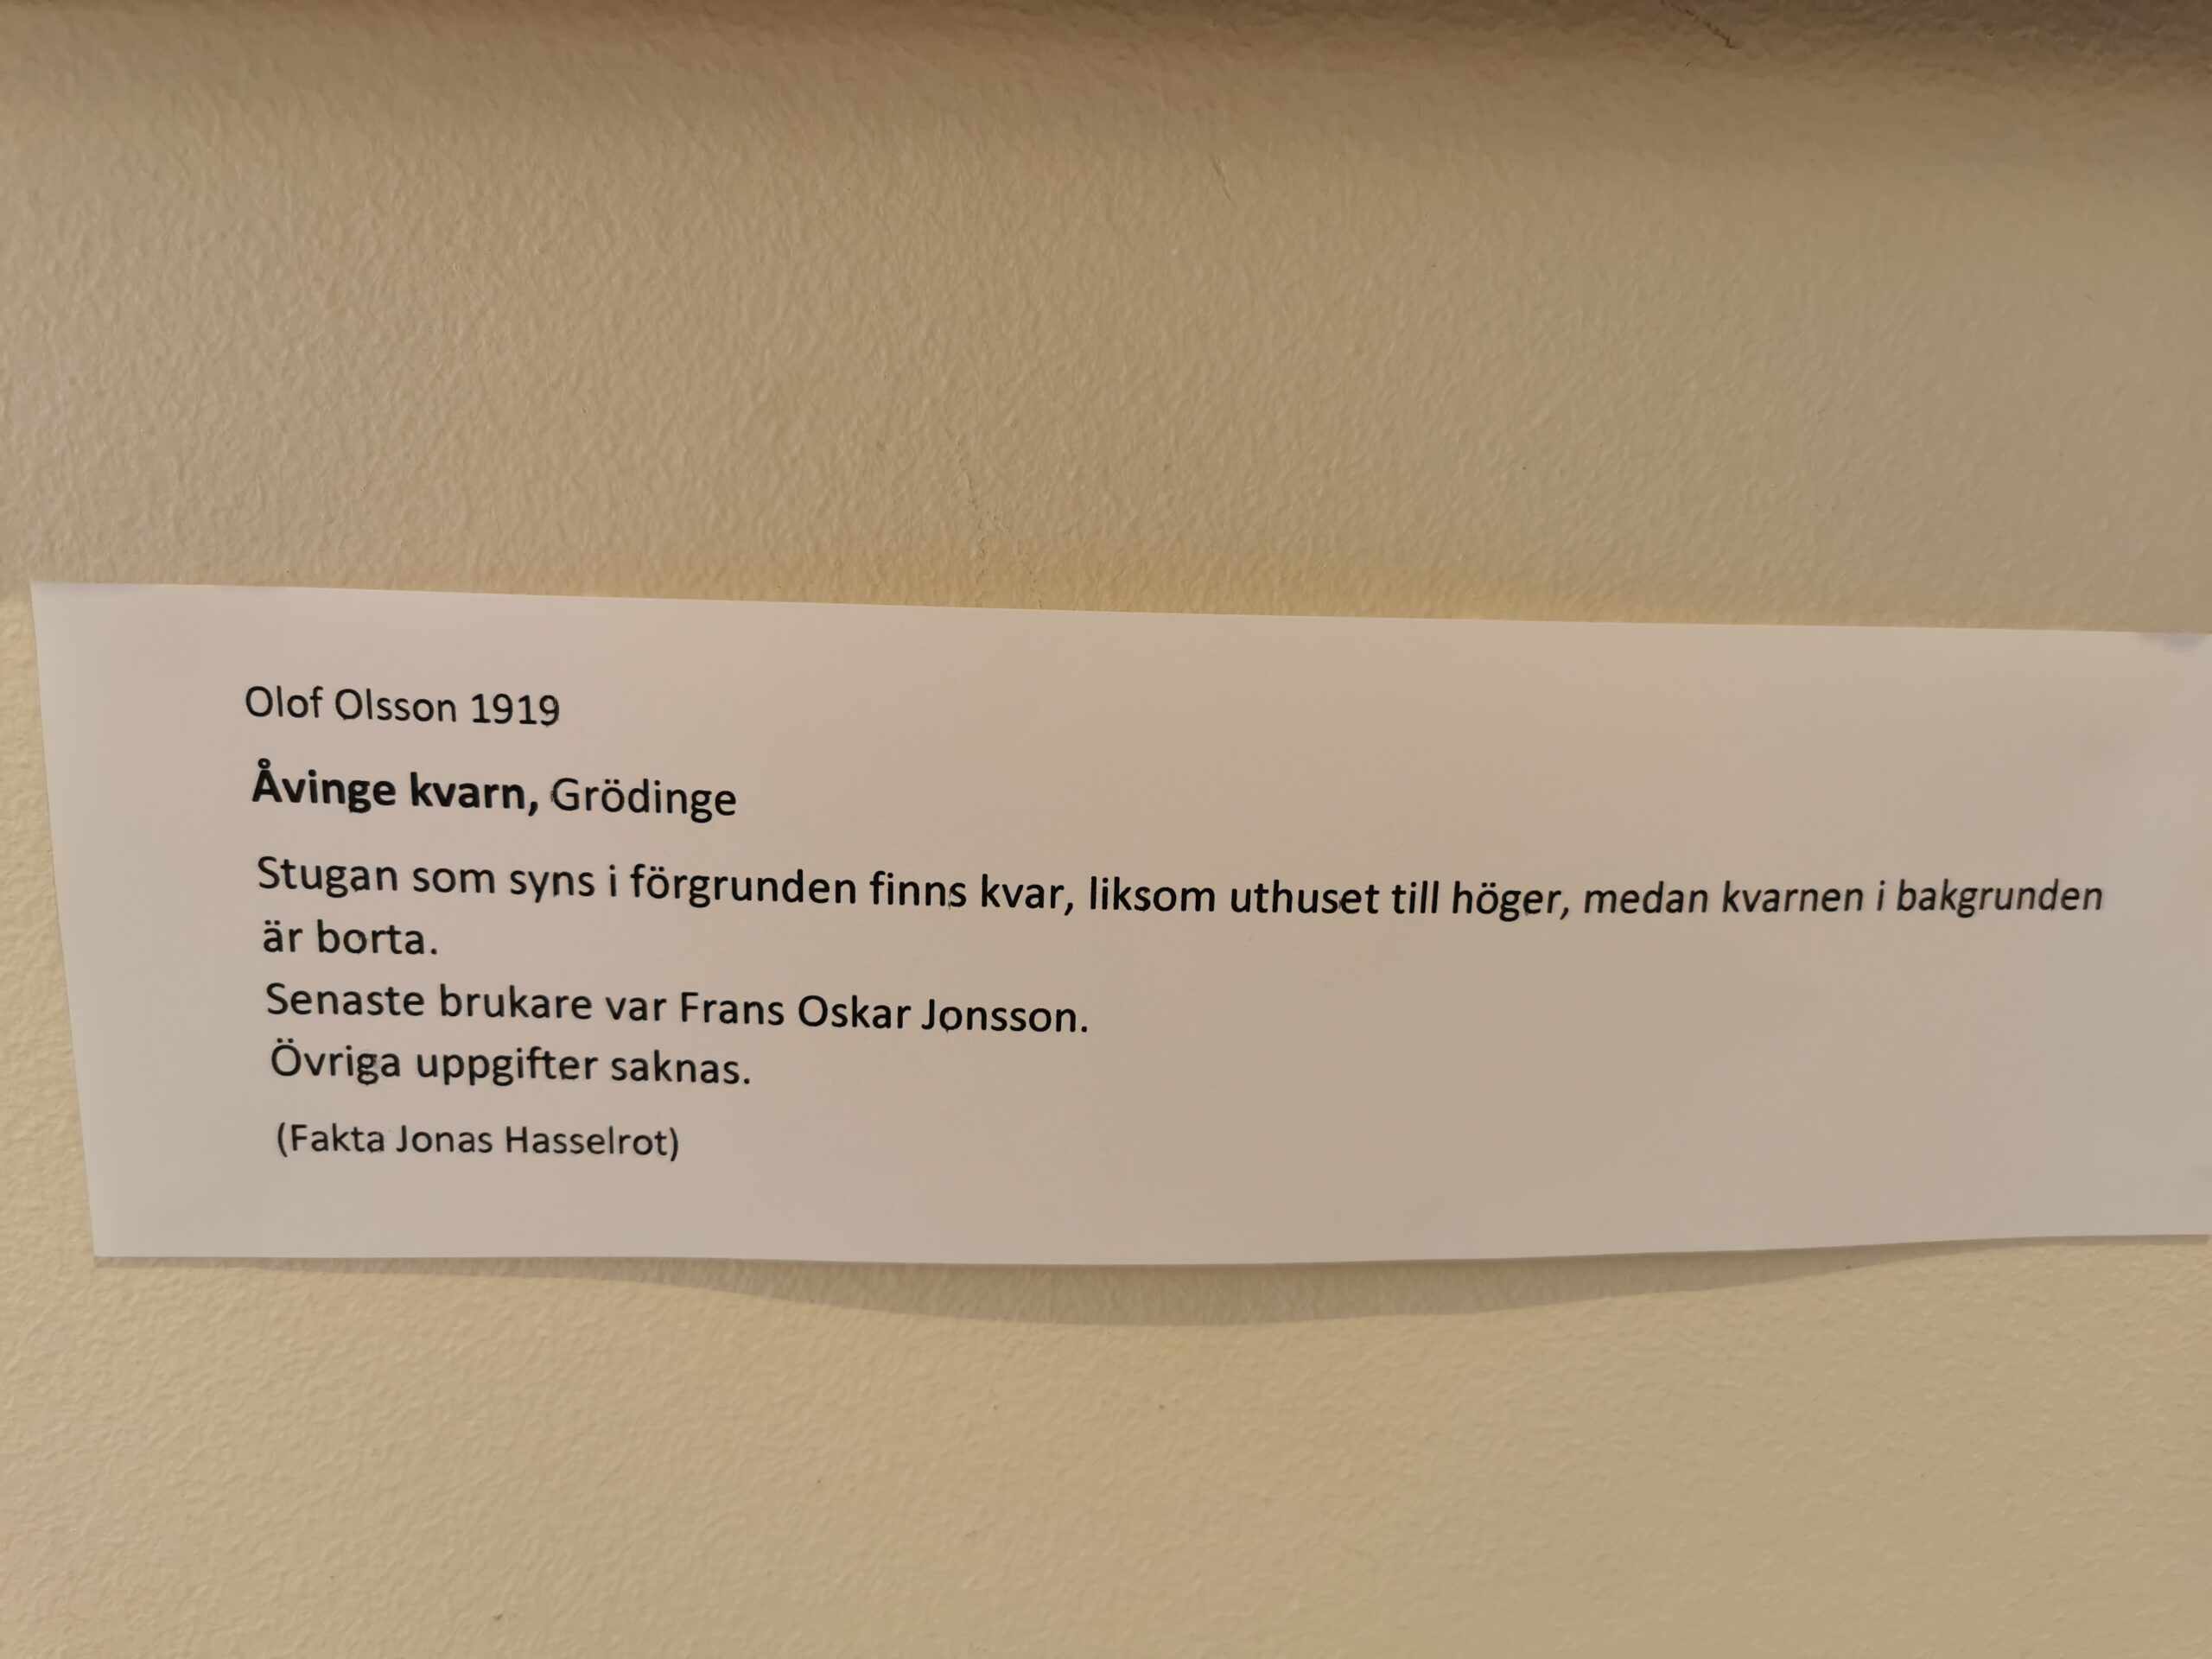 Olof Olsson 1919
Åvinge kvarn, Grödinge
Stugan som syns i förgrunden finns kvar, liksom uthuset till höger, medan kvarnen i bakgrunden
är borta.
Senaste brukare var Frans Oskar Jonsson.
Övriga uppgifter saknas.
(Fakta Jonas Hasselrot)